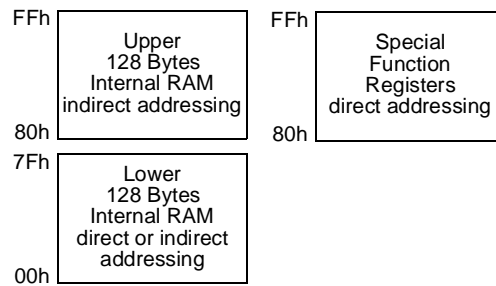 FFh
Upper
128 Bytes
Internal RAM
indirect addressing
80h
FFh
Special
Function
Registers
direct addressing
80h
7Fh
Lower
128 Bytes
Internal RAM
direct or indirect
addressing
00h